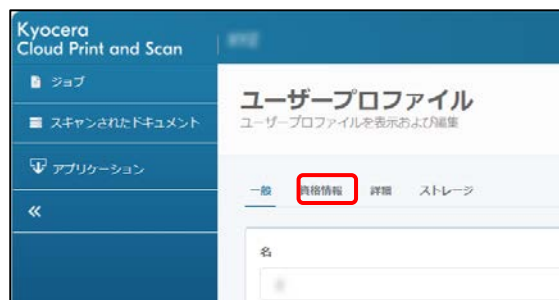 Kyocera
Cloud Print and Scan
ジョブ
スキャンされたドキュメント
アプリケーション
«
ユーザープロファイル
ユーザープロファイルを表示および編集
一般 資格情報 詳細 ストレージ
名